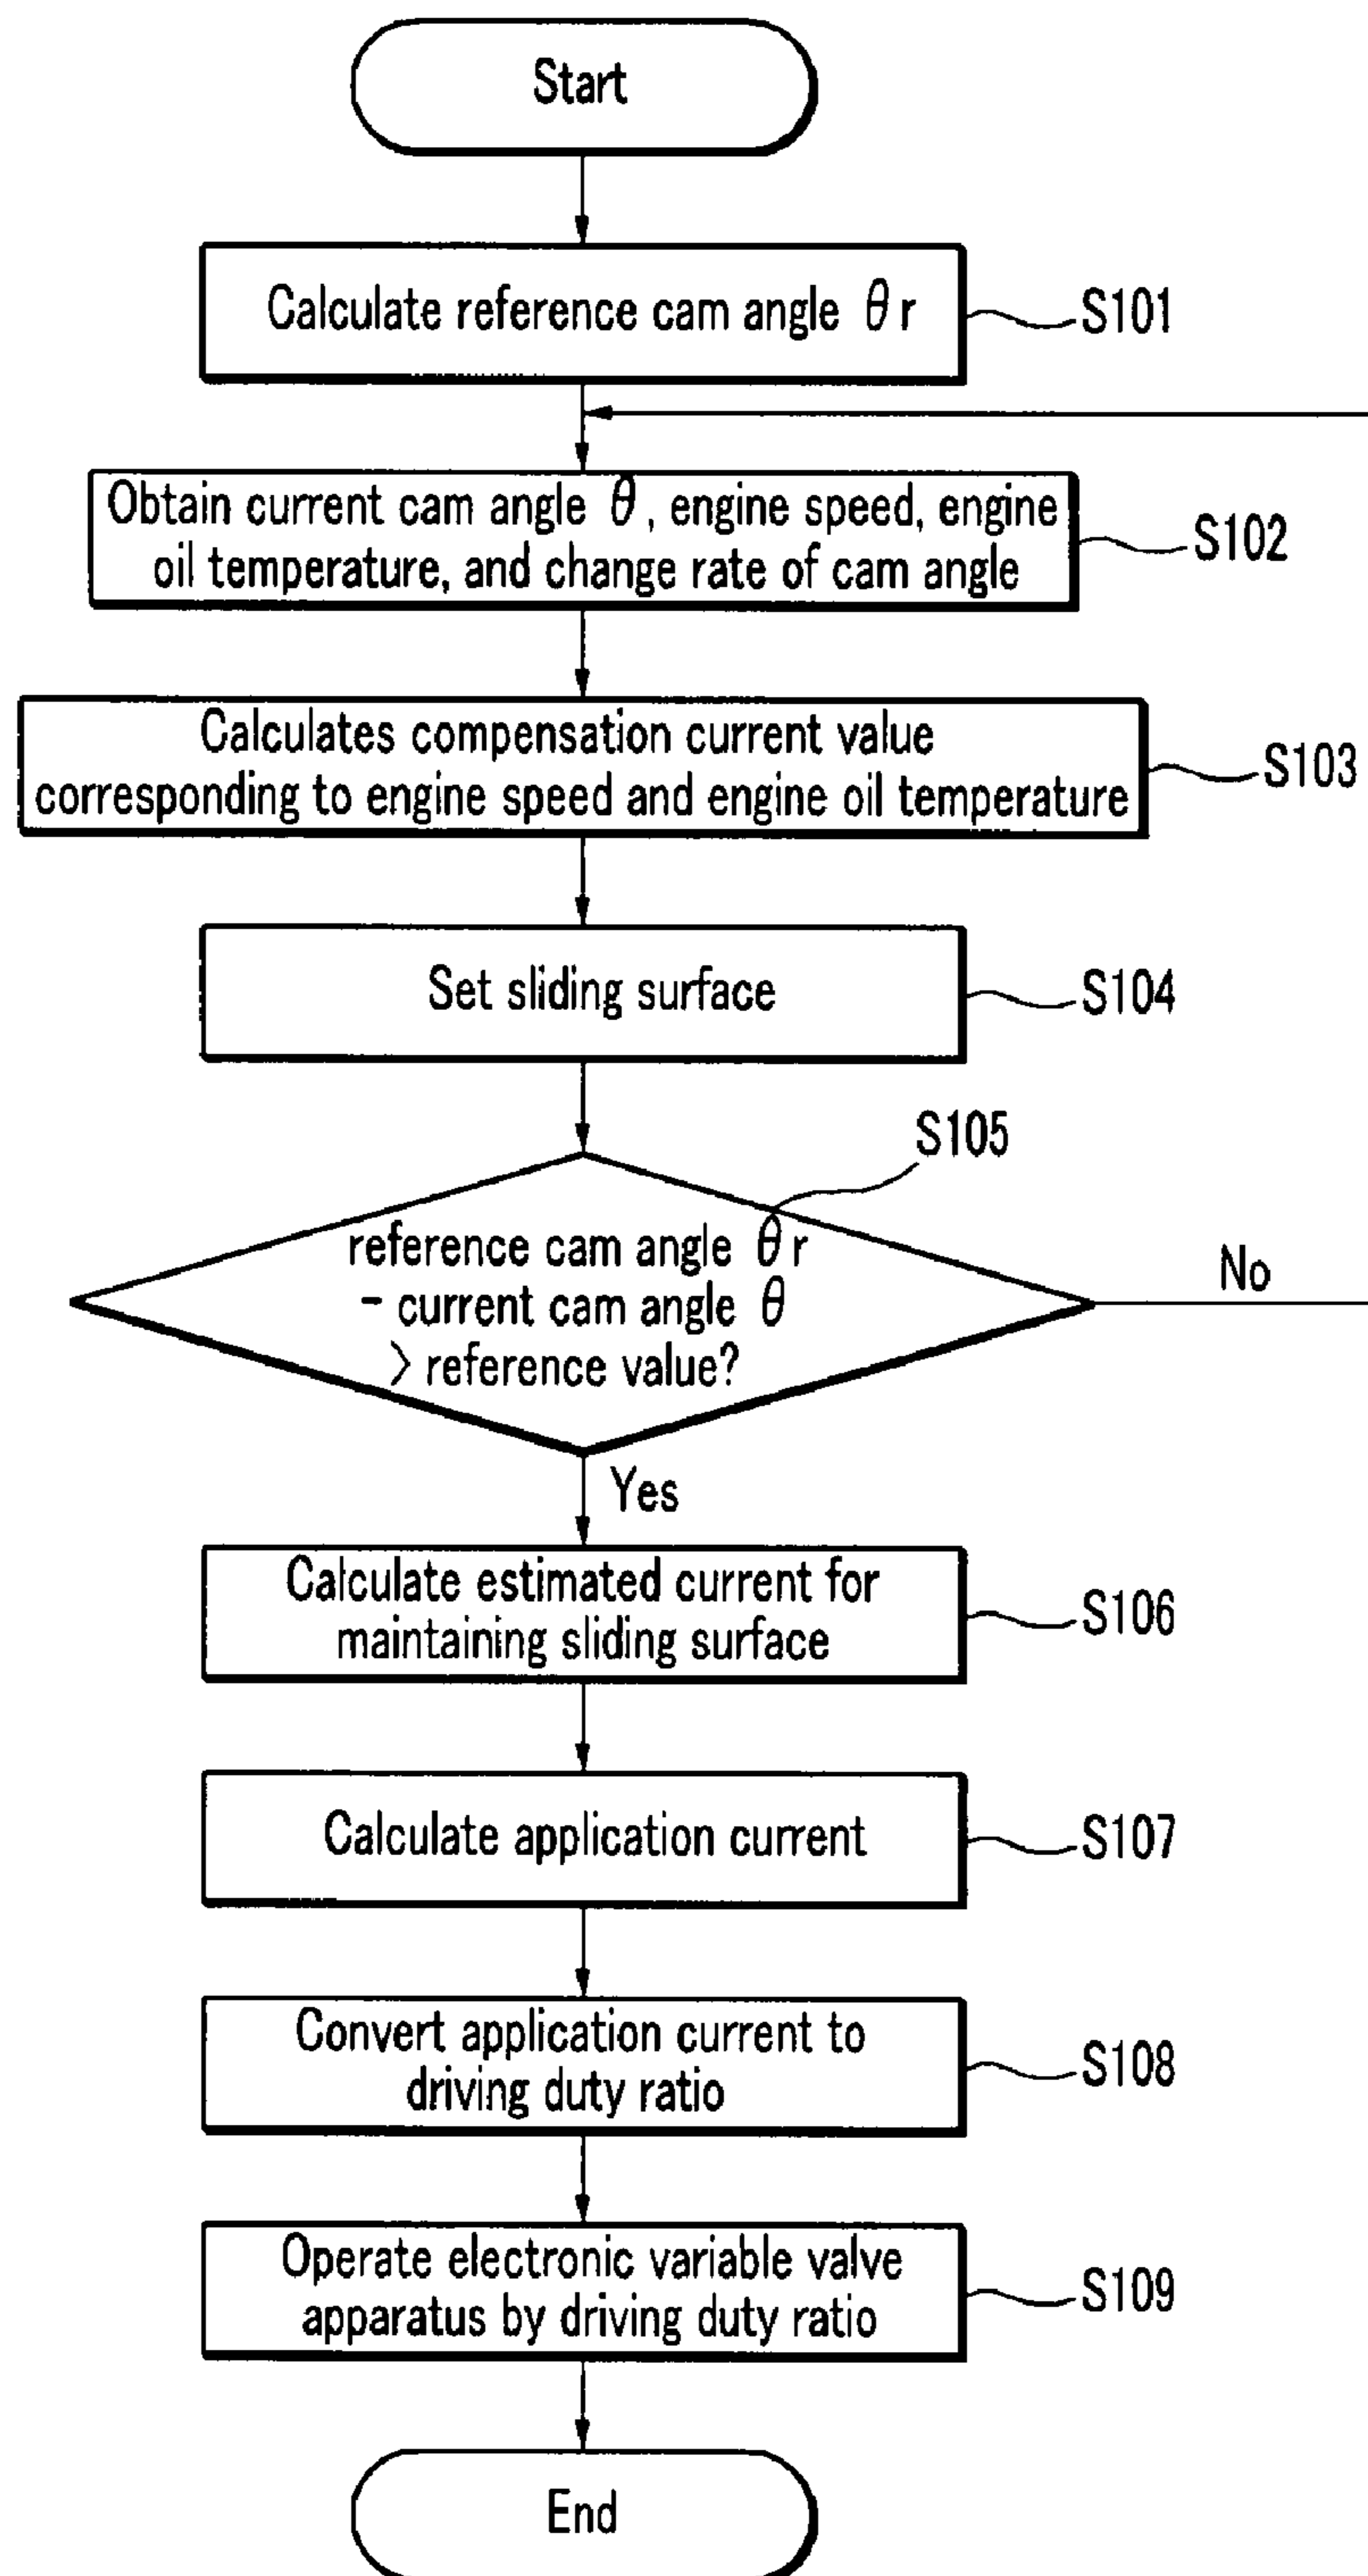 Start
Calculate reference cam angle θr
S101
Obtain current cam angle θ, engine speed, engine
oil temperature, and change rate of cam angle
S102
Calculates compensation current value
corresponding to engine speed and engine oil temperature
S103
Set sliding surface
S104
S105
reference cam angle θr
- current cam angle θ
> reference value?
No
Yes
Calculate estimated current for
maintaining sliding surface
S106
Calculate application current
S107
Convert application current to
driving duty ratio
S108
Operate electronic variable valve
apparatus by driving duty ratio
S109
End